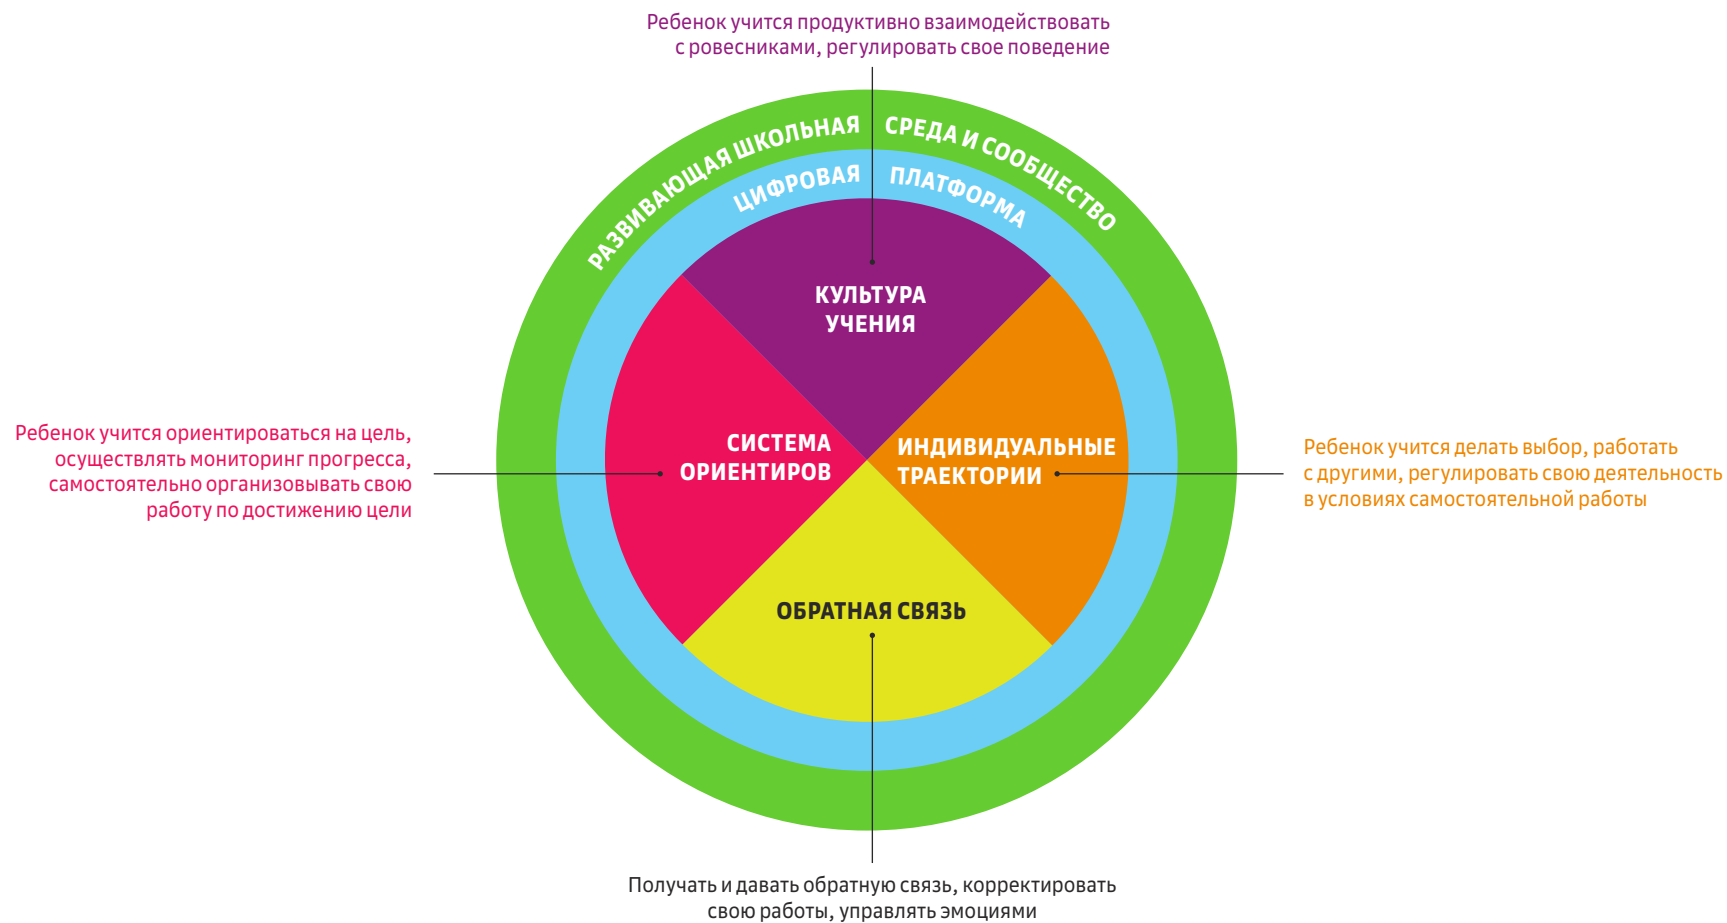 Ребенок учится продуктивно взаимодействовать
с ровесниками, регулировать свое поведение
РАЗВИВАЮЩАЯ ШКОЛЬНАЯ СРЕДА И СООБЩЕСТВО
ЦИФРОВАЯ ПЛАТФОРМА
КУЛЬТУРА
УЧЕНИЯ
Ребенок учится ориентироваться на цель,
осуществлять мониторинг прогресса,
самостоятельно организовывать свою
работу по достижению цели
СИСТЕМА
ОРИЕНТИРОВ
ИНДИВИДУАЛЬНЫЕ
ТРАЕКТОРИИ
Ребенок учится делать выбор, работать
с другими, регулировать свою деятельность
в условиях самостоятельной работы
ОБРАТНАЯ СВЯЗЬ
Получать и давать обратную связь, корректировать
свою работы, управлять эмоциями